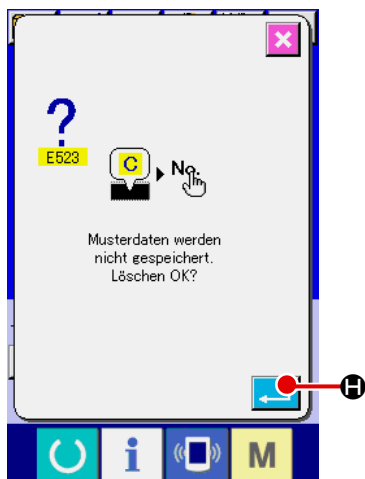 ?
E523
C
No.
Musterdaten werden
nicht gespeichert.
Löschen OK?
H
i
M